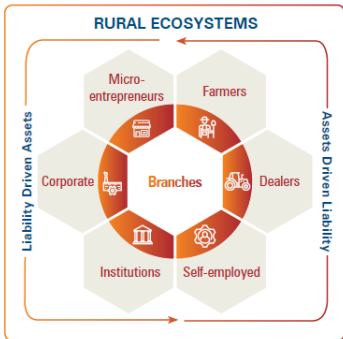 RURAL ECOSYSTEMS
Micro-
entrepreneurs
Farmers
Liability Driven Assets
Corporate
Branches
Dealers
Assets Driven Liability
Institutions
Self-employed